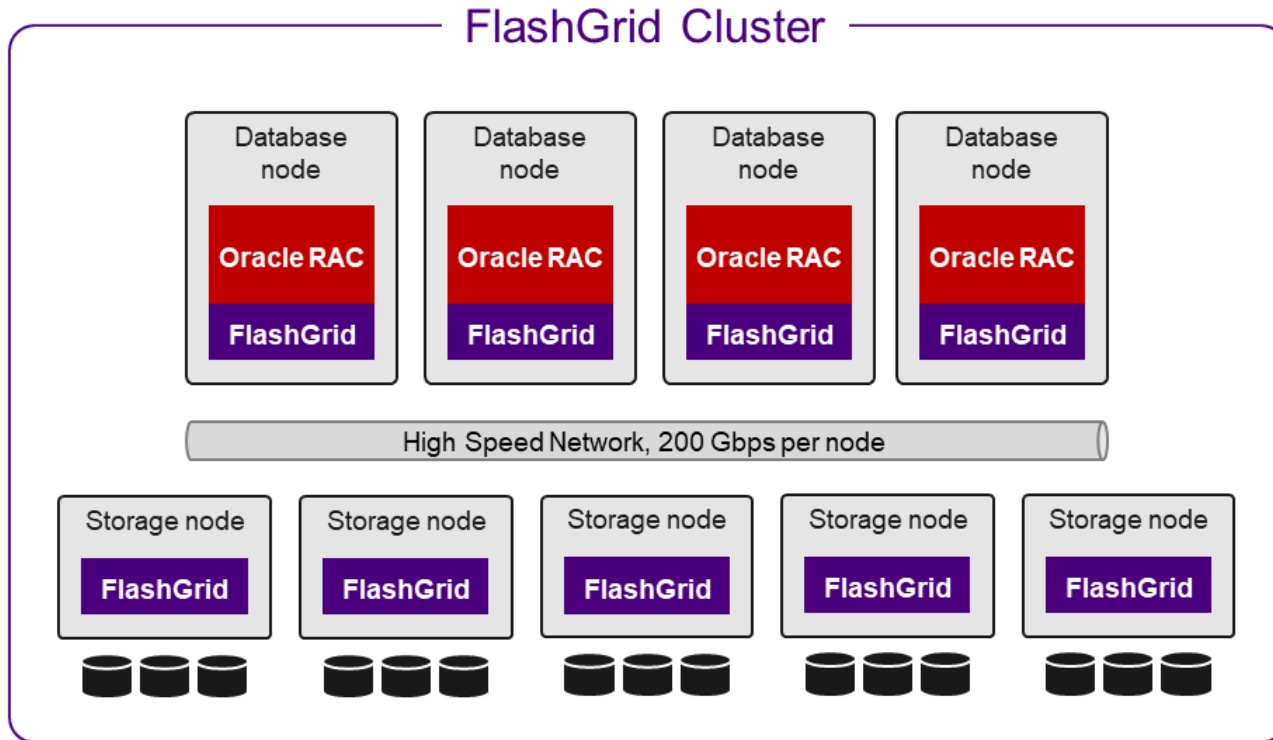 FlashGrid Cluster
Database
node
Oracle RAC
FlashGrid
Database
node
Oracle RAC
FlashGrid
Database
node
Oracle RAC
FlashGrid
Database
node
Oracle RAC
FlashGrid
High Speed Network, 200 Gbps per node
Storage node
FlashGrid
Storage node
FlashGrid
Storage node
FlashGrid
Storage node
FlashGrid
Storage node
FlashGrid